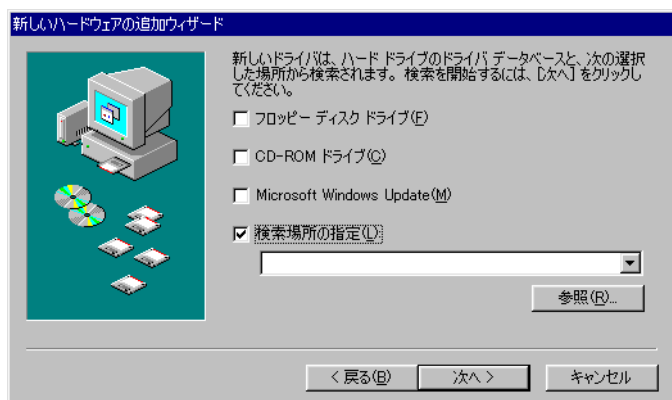 新しいハードウェアの追加ウィザード
新しいドライバは、ハード ドライブのドライバ データベースと、次の選択
した場所から検索されます。検索を開始するには、[次へ] をクリックし
てください。
フロッピー ディスク ドライブ(F)
CD-ROM ドライブ(C)
Microsoft Windows Update(M)
検索場所の指定(L)
参照(R)...
< 戻る(B)
次へ >
キャンセル